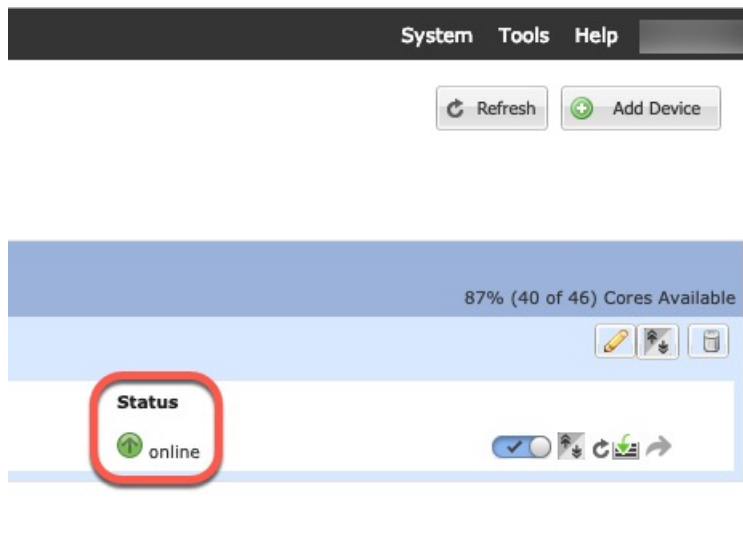 System Tools Help
Refresh Add Device
87% (40 of 46) Cores Available
Status
online